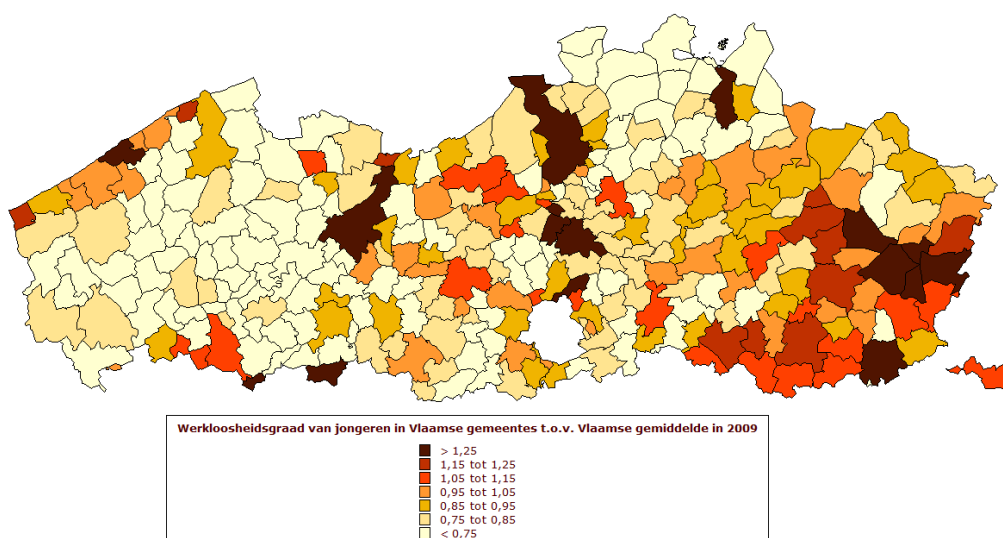 Werkloosheidsgraad van jongeren in Vlaamse gemeentes t.o.v. Vlaamse gemiddelde in 2009
> 1,25
1,15 tot 1,25
1,05 tot 1,15
0,95 tot 1,05
0,85 tot 0,95
0,75 tot 0,85
< 0,75